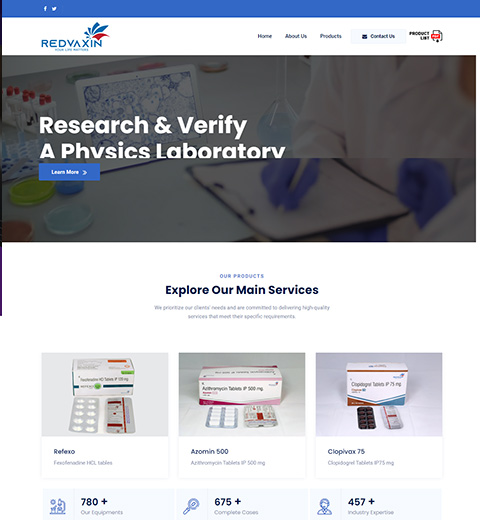 REDVAXIN
YOUR LIFE MATTERS
Home About Us Products Contact Us PRODUCT LIST
Research & Verify
A Physics Laboratory
Learn More >
OUR PRODUCTS
Explore Our Main Services
We prioritize our clients' needs and are committed to delivering high-quality
services that meet their specific requirements.
Fexofenadine HCl Tablets IP 180 mg
Azithromycin Tablets IP 500 mg
Clopidogrel Tablets IP 75 mg
Refexo
Fexofenadine HCL tables
Azomin 500
Azithromycin Tablets IP 500 mg
Clopivax 75
Clopidogrel Tablets IP75 mg
780 +
Our Equipments
675 +
Complete Cases
457 +
Industry Expertise